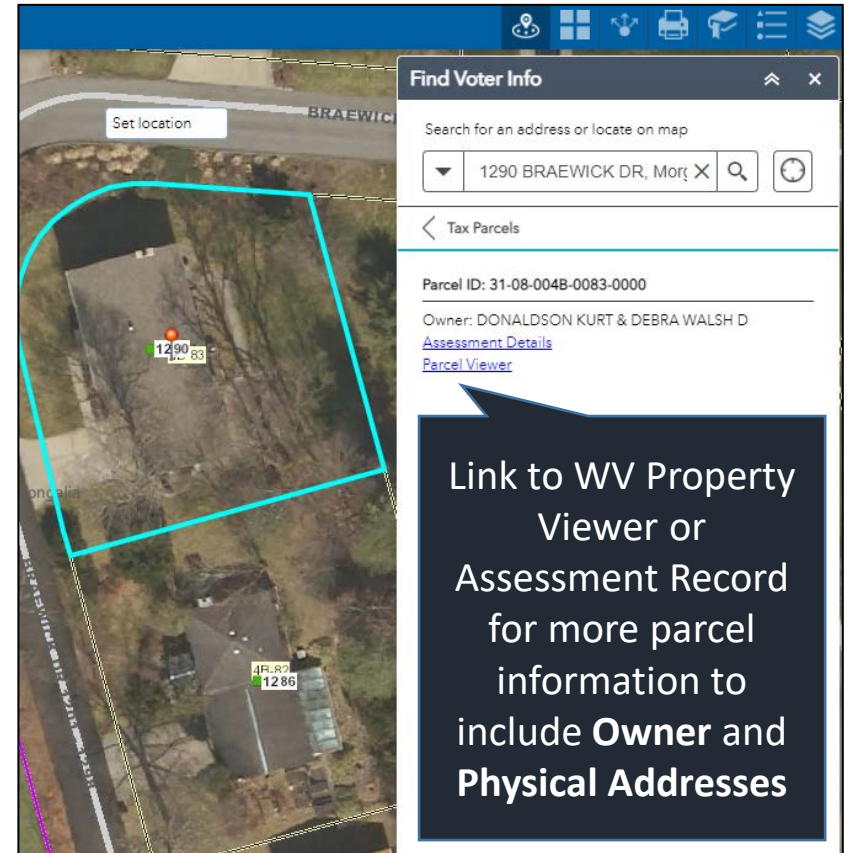 Find Voter Info
Set location
BRAEWICK
Search for an address or locate on map
1290 BRAEWICK DR, Morg
Tax Parcels
Parcel ID: 31-08-004B-0083-0000
Owner: DONALDSON KURT & DEBRA WALSH D
Assessment Details
Parcel Viewer
1290
83
ongalia
4B-82
1286
Link to WV Property
Viewer or
Assessment Record
for more parcel
information to
include Owner and
Physical Addresses